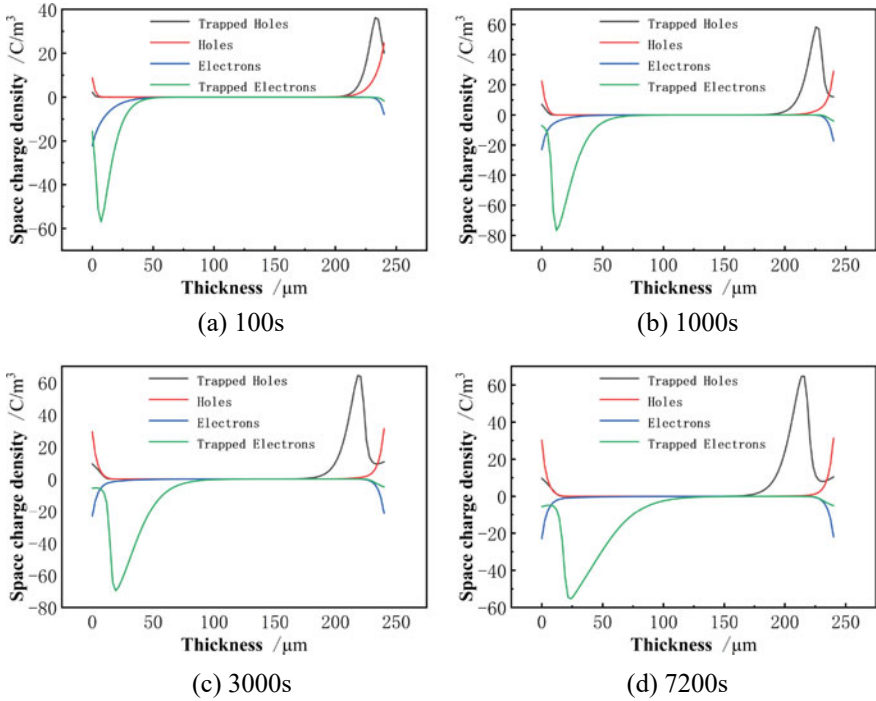 Space charge density /C/m³
40
20
0
-20
-40
-60
Trapped Holes
Holes
Electrons
Trapped Electrons
0 50 100 150 200 250
Thickness /μm
(a) 100s
Space charge density /C/m³
80
60
40
20
0
-20
-40
-60
-80
Trapped Holes
Holes
Electrons
Trapped Electrons
0 50 100 150 200 250
Thickness /μm
(b) 1000s
Space charge density /C/m³
60
40
20
0
-20
-40
-60
-80
Trapped Holes
Holes
Electrons
Trapped Electrons
0 50 100 150 200 250
Thickness /μm
(c) 3000s
Space charge density /C/m³
60
40
20
0
-20
-40
-60
Trapped Holes
Holes
Electrons
Trapped Electrons
0 50 100 150 200 250
Thickness /μm
(d) 7200s